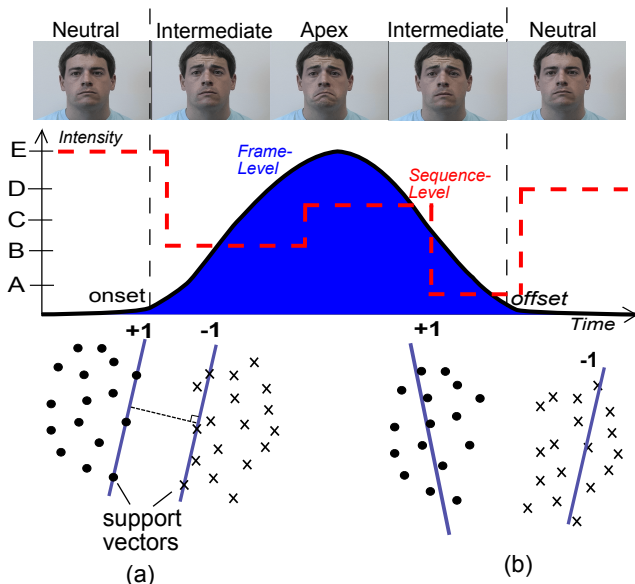 Neutral Intermediate Apex Intermediate Neutral
E Intensity
Frame-
Level
Sequence-
Level
D
C
B
A
onset
offset
Time
+1 -1
+1
-1
support
vectors
(a)
(b)